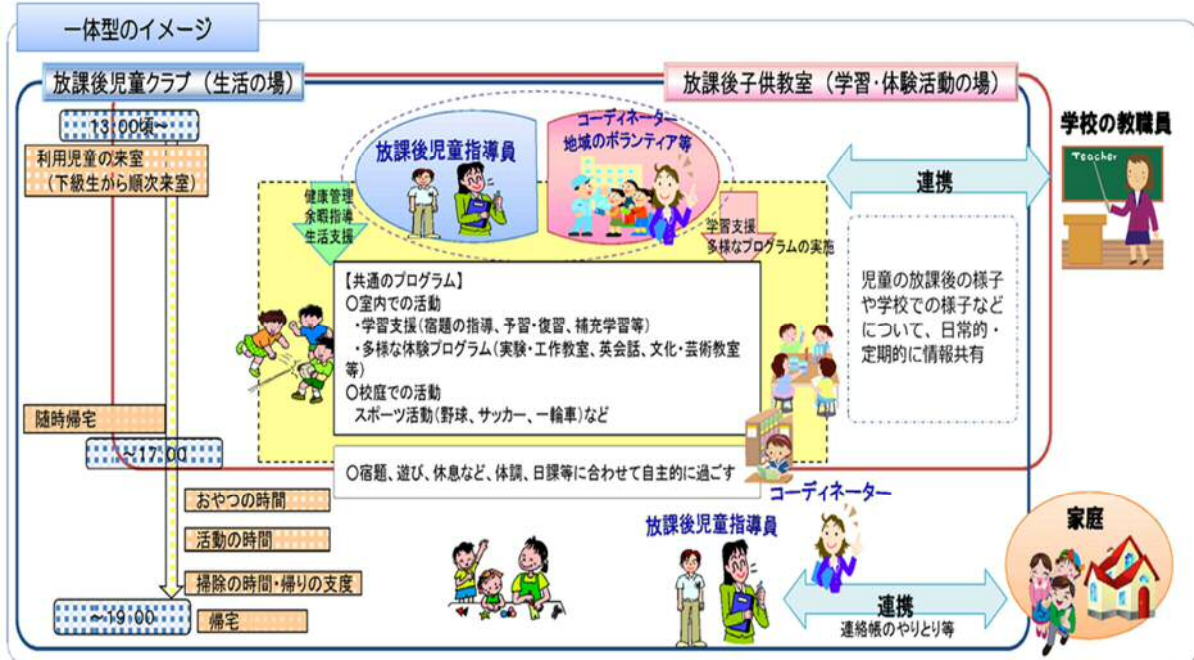 一体型のイメージ
放課後児童クラブ（生活の場）
放課後子供教室（学習・体験活動の場）
13:00頃～
利用児童の来室
（下級生から順次来室）
放課後児童指導員
コーディネーター
地域のボランティア等
健康管理
余暇指導
生活支援
学習支援
多様なプログラムの実施
連携
学校の教職員
Teacher
児童の放課後の様子
や学校での様子など
について、日常的・
定期的に情報共有
【共通のプログラム】
○室内での活動
・学習支援（宿題の指導、予習・復習、補充学習等）
・多様な体験プログラム（実験・工作教室、英会話、文化・芸術教室
等）
○校庭での活動
スポーツ活動（野球、サッカー、一輪車）など
随時帰宅
～17:00
○宿題、遊び、休息など、体調、日課等に合わせて自主的に過ごす
おやつの時間
活動の時間
掃除の時間・帰りの支度
～19:00
帰宅
放課後児童指導員
コーディネーター
連携
連絡帳のやりとり等
家庭